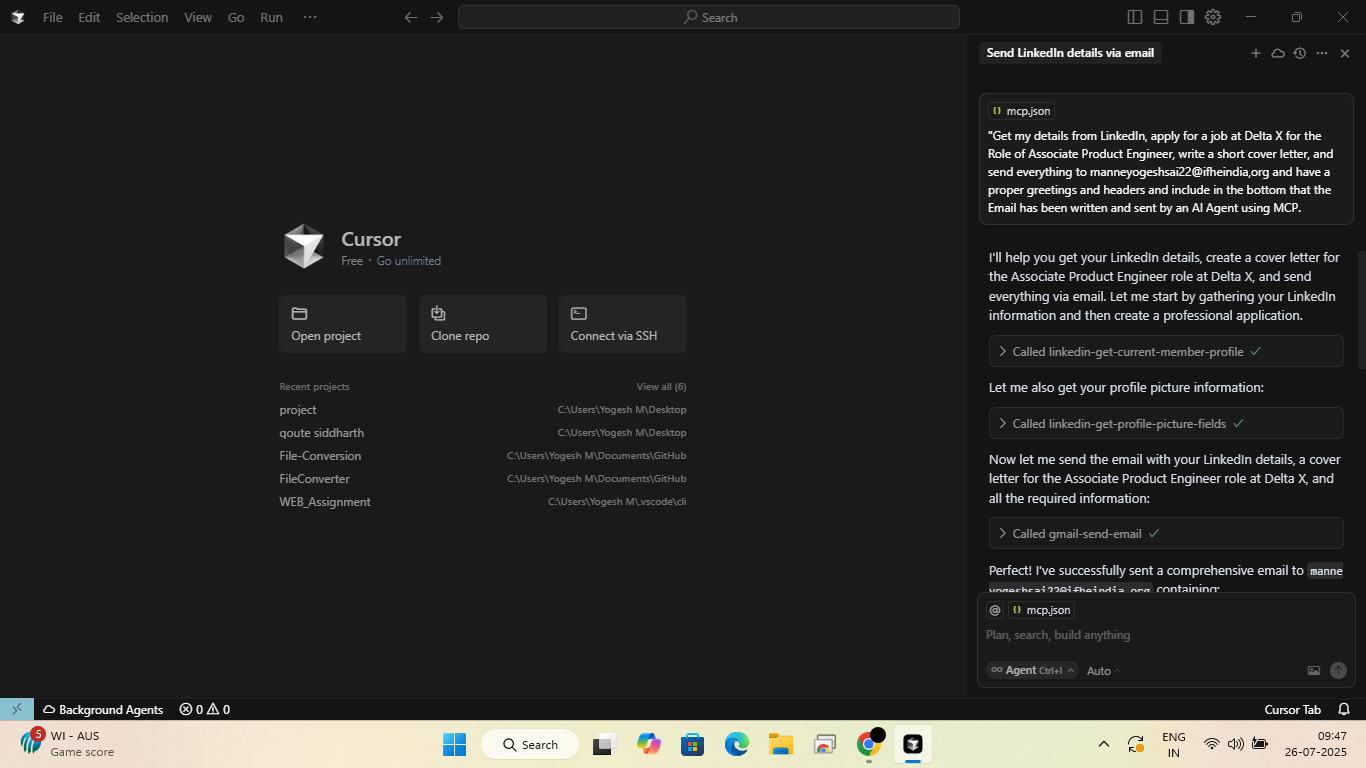 File Edit Selection View Go Run ···
Search
Send LinkedIn details via email
mcp.json
"Get my details from LinkedIn, apply for a job at Delta X for the
Role of Associate Product Engineer, write a short cover letter, and
send everything to manneyogeshsai22@ifheindia,org and have a
proper greetings and headers and include in the bottom that the
Email has been written and sent by an AI Agent using MCP.
I'll help you get your LinkedIn details, create a cover letter for
the Associate Product Engineer role at Delta X, and send
everything via email. Let me start by gathering your LinkedIn
information and then create a professional application.
Called linkedin-get-current-member-profile
Let me also get your profile picture information:
Called linkedin-get-profile-picture-fields
Now let me send the email with your LinkedIn details, a cover
letter for the Associate Product Engineer role at Delta X, and
all the required information:
Called gmail-send-email
Perfect! I've successfully sent a comprehensive email to manne
yogeshsai22@ifheindia.org containing:
@ mcp.json
Plan, search, build anything
Agent Ctrl+I Auto
Cursor
Free · Go unlimited
Open project
Clone repo
Connect via SSH
Recent projects View all (6)
project C:\Users\Yogesh M\Desktop
qoute siddharth C:\Users\Yogesh M\Desktop
File-Conversion C:\Users\Yogesh M\Documents\GitHub
FileConverter C:\Users\Yogesh M\Documents\GitHub
WEB_Assignment C:\Users\Yogesh M\.vscode\cli
Background Agents 0 0
Cursor Tab
5
WI - AUS
Game score
Search
ENG
IN
09:47
26-07-2025